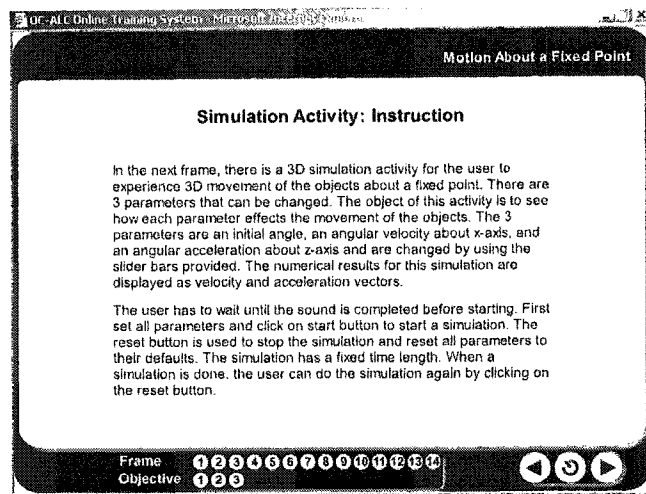 OC-ALC Online Training System - Microsoft Internet Explorer
Motion About a Fixed Point
Simulation Activity: Instruction
In the next frame, there is a 3D simulation activity for the user to
experience 3D movement of the objects about a fixed point. There are
3 parameters that can be changed. The object of this activity is to see
how each parameter effects the movement of the objects. The 3
parameters are an initial angle, an angular velocity about x-axis, and
an angular acceleration about z-axis and are changed by using the
slider bars provided. The numerical results for this simulation are
displayed as velocity and acceleration vectors.
The user has to wait until the sound is completed before starting. First
set all parameters and click on start button to start a simulation. The
reset button is used to stop the simulation and reset all parameters to
their defaults. The simulation has a fixed time length. When a
simulation is done, the user can do the simulation again by clicking on
the reset button.
Frame 1 2 3 4 5 6 7 8 9 10 11 12 13 14
Objective 1 2 3